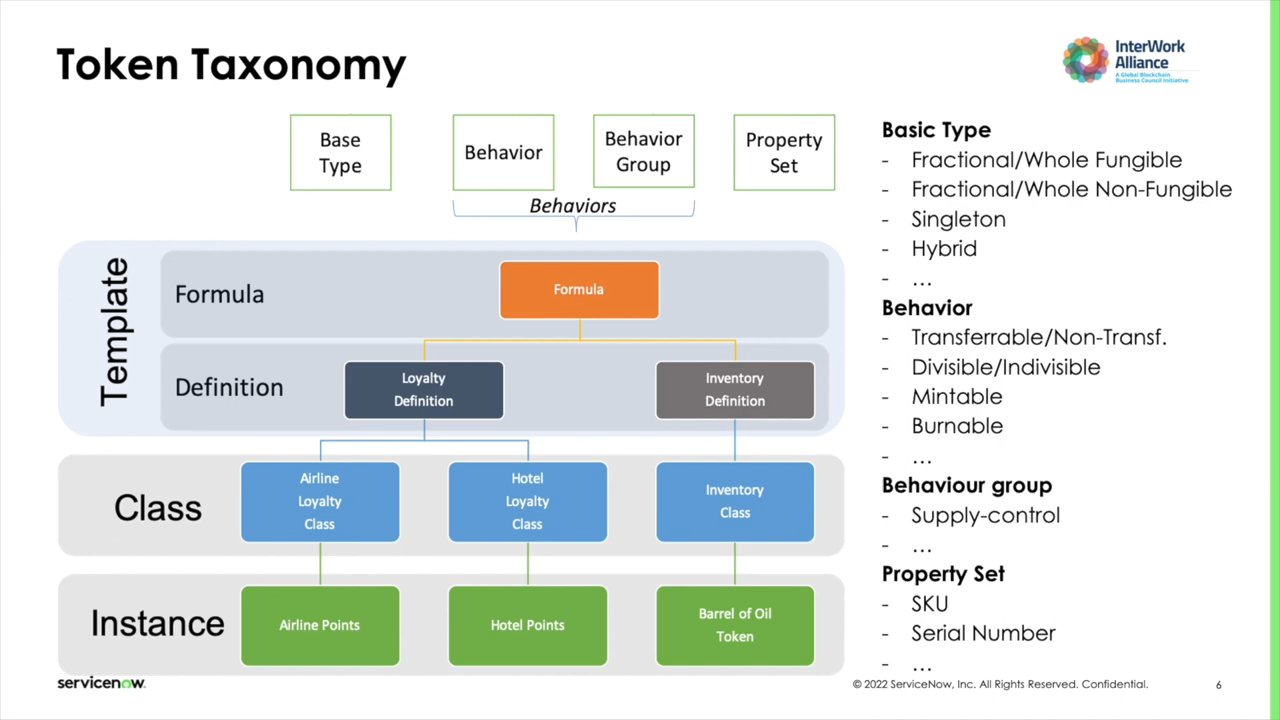 Token Taxonomy
InterWork
Alliance
A Global Blockchain
Business Council Initiative
Base
Type
Behavior
Behavior
Group
Property
Set
Behaviors
Template
Formula
Formula
Definition
Loyalty
Definition
Inventory
Definition
Class
Airline
Loyalty
Class
Hotel
Loyalty
Class
Inventory
Class
Instance
Airline Points
Hotel Points
Barrel of Oil
Token
Basic Type
- Fractional/Whole Fungible
- Fractional/Whole Non-Fungible
- Singleton
- Hybrid
- ...
Behavior
- Transferrable/Non-Transf.
- Divisible/Indivisible
- Mintable
- Burnable
- ...
Behaviour group
- Supply-control
- ...
Property Set
- SKU
- Serial Number
- ...
servicenow.
© 2022 ServiceNow, Inc. All Rights Reserved. Confidential.
6